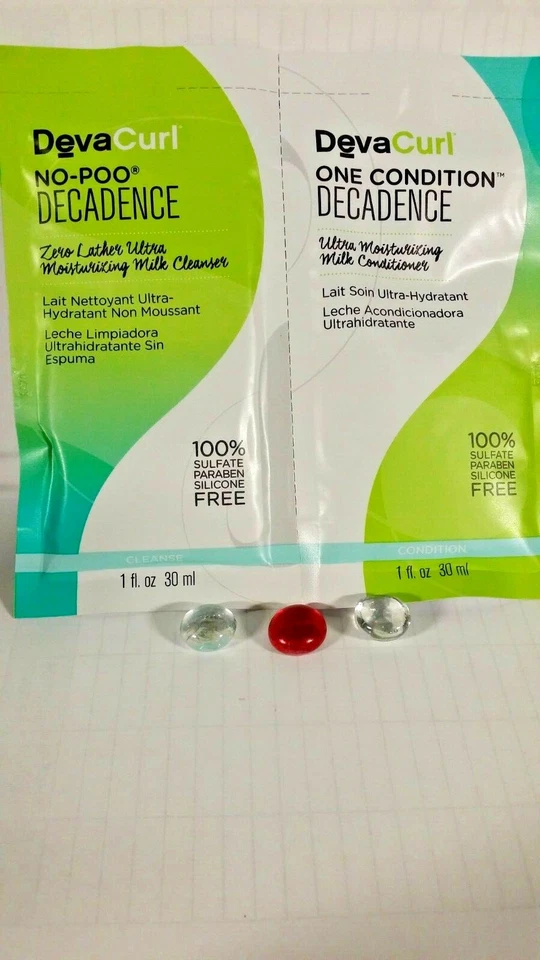 DevaCurl
NO-POO®
DECADENCE
Zero Lather Ultra
Moisturizing Milk Cleanser
Lait Nettoyant Ultra-
Hydratant Non Moussant
Leche Limpiadora
Ultrahidratante Sin
Espuma
100%
SULFATE
PARABEN
SILICONE
FREE
CLEANSE
1 fl. oz 30 ml
DevaCurl
ONE CONDITION™
DECADENCE
Ultra Moisturizing
Milk Conditioner
Lait Soin Ultra-Hydratant
Leche Acondicionadora
Ultrahidratante
100%
SULFATE
PARABEN
SILICONE
FREE
CONDITION
1 fl. oz 30 ml